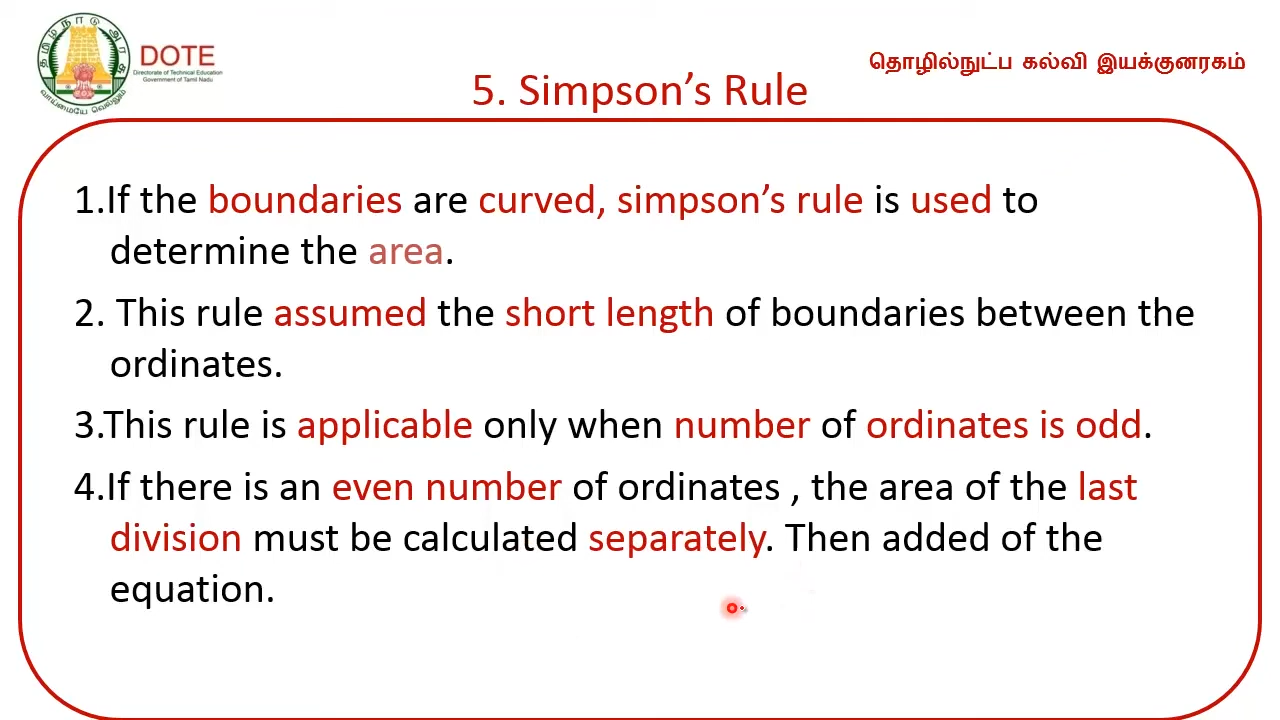 தமிழ்நாடு அரசு
வாய்மையே வெல்லும்
DOTE
Directorate of Technical Education
Government of Tamil Nadu
தொழில்நுட்ப கல்வி இயக்குனரகம்
5. Simpson’s Rule
1.If the boundaries are curved, simpson’s rule is used to
determine the area.
2. This rule assumed the short length of boundaries between the
ordinates.
3.This rule is applicable only when number of ordinates is odd.
4.If there is an even number of ordinates , the area of the last
division must be calculated separately. Then added of the
equation.